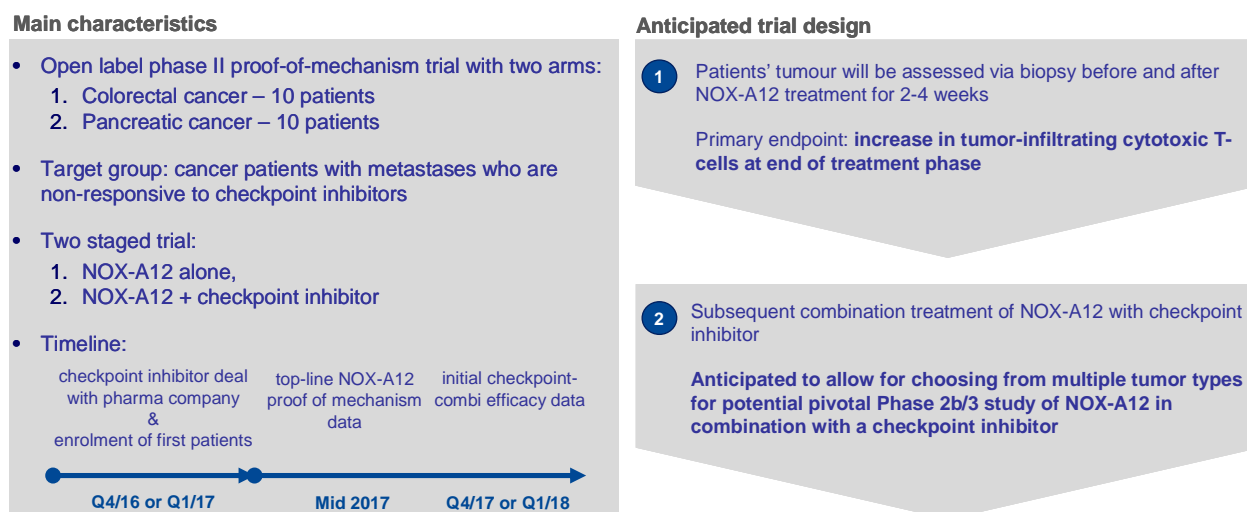 Main characteristics
• Open label phase II proof-of-mechanism trial with two arms:
1. Colorectal cancer – 10 patients
2. Pancreatic cancer – 10 patients
• Target group: cancer patients with metastases who are
non-responsive to checkpoint inhibitors
• Two staged trial:
1. NOX-A12 alone,
2. NOX-A12 + checkpoint inhibitor
• Timeline:
checkpoint inhibitor deal
with pharma company
&
enrolment of first patients
top-line NOX-A12
proof of mechanism
data
initial checkpoint-
combi efficacy data
Q4/16 or Q1/17
Mid 2017
Q4/17 or Q1/18
Anticipated trial design
1
Patients' tumour will be assessed via biopsy before and after
NOX-A12 treatment for 2-4 weeks
Primary endpoint: increase in tumor-infiltrating cytotoxic T-
cells at end of treatment phase
2
Subsequent combination treatment of NOX-A12 with checkpoint
inhibitor
Anticipated to allow for choosing from multiple tumor types
for potential pivotal Phase 2b/3 study of NOX-A12 in
combination with a checkpoint inhibitor